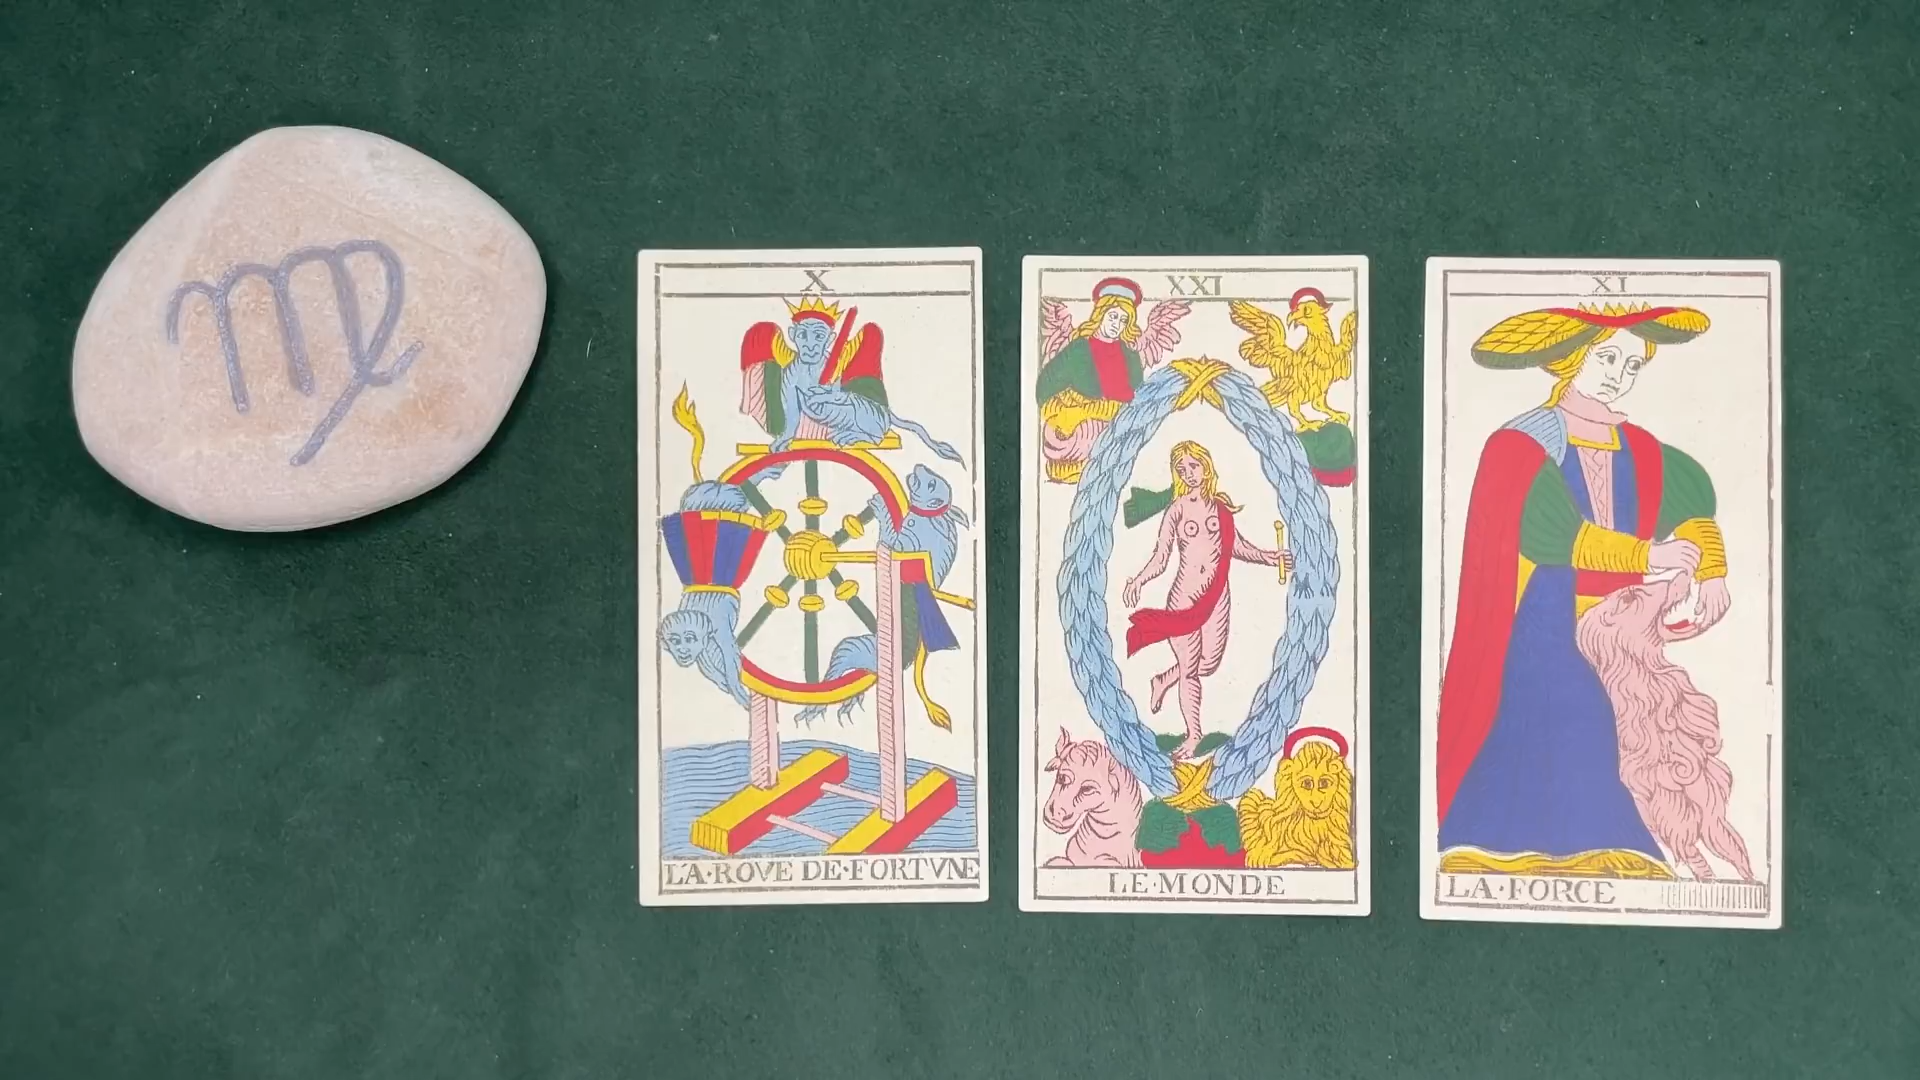 ♍
X
LA·ROVE DE·FORTVNE
XXI
LE·MONDE
XI
LA·FORCE